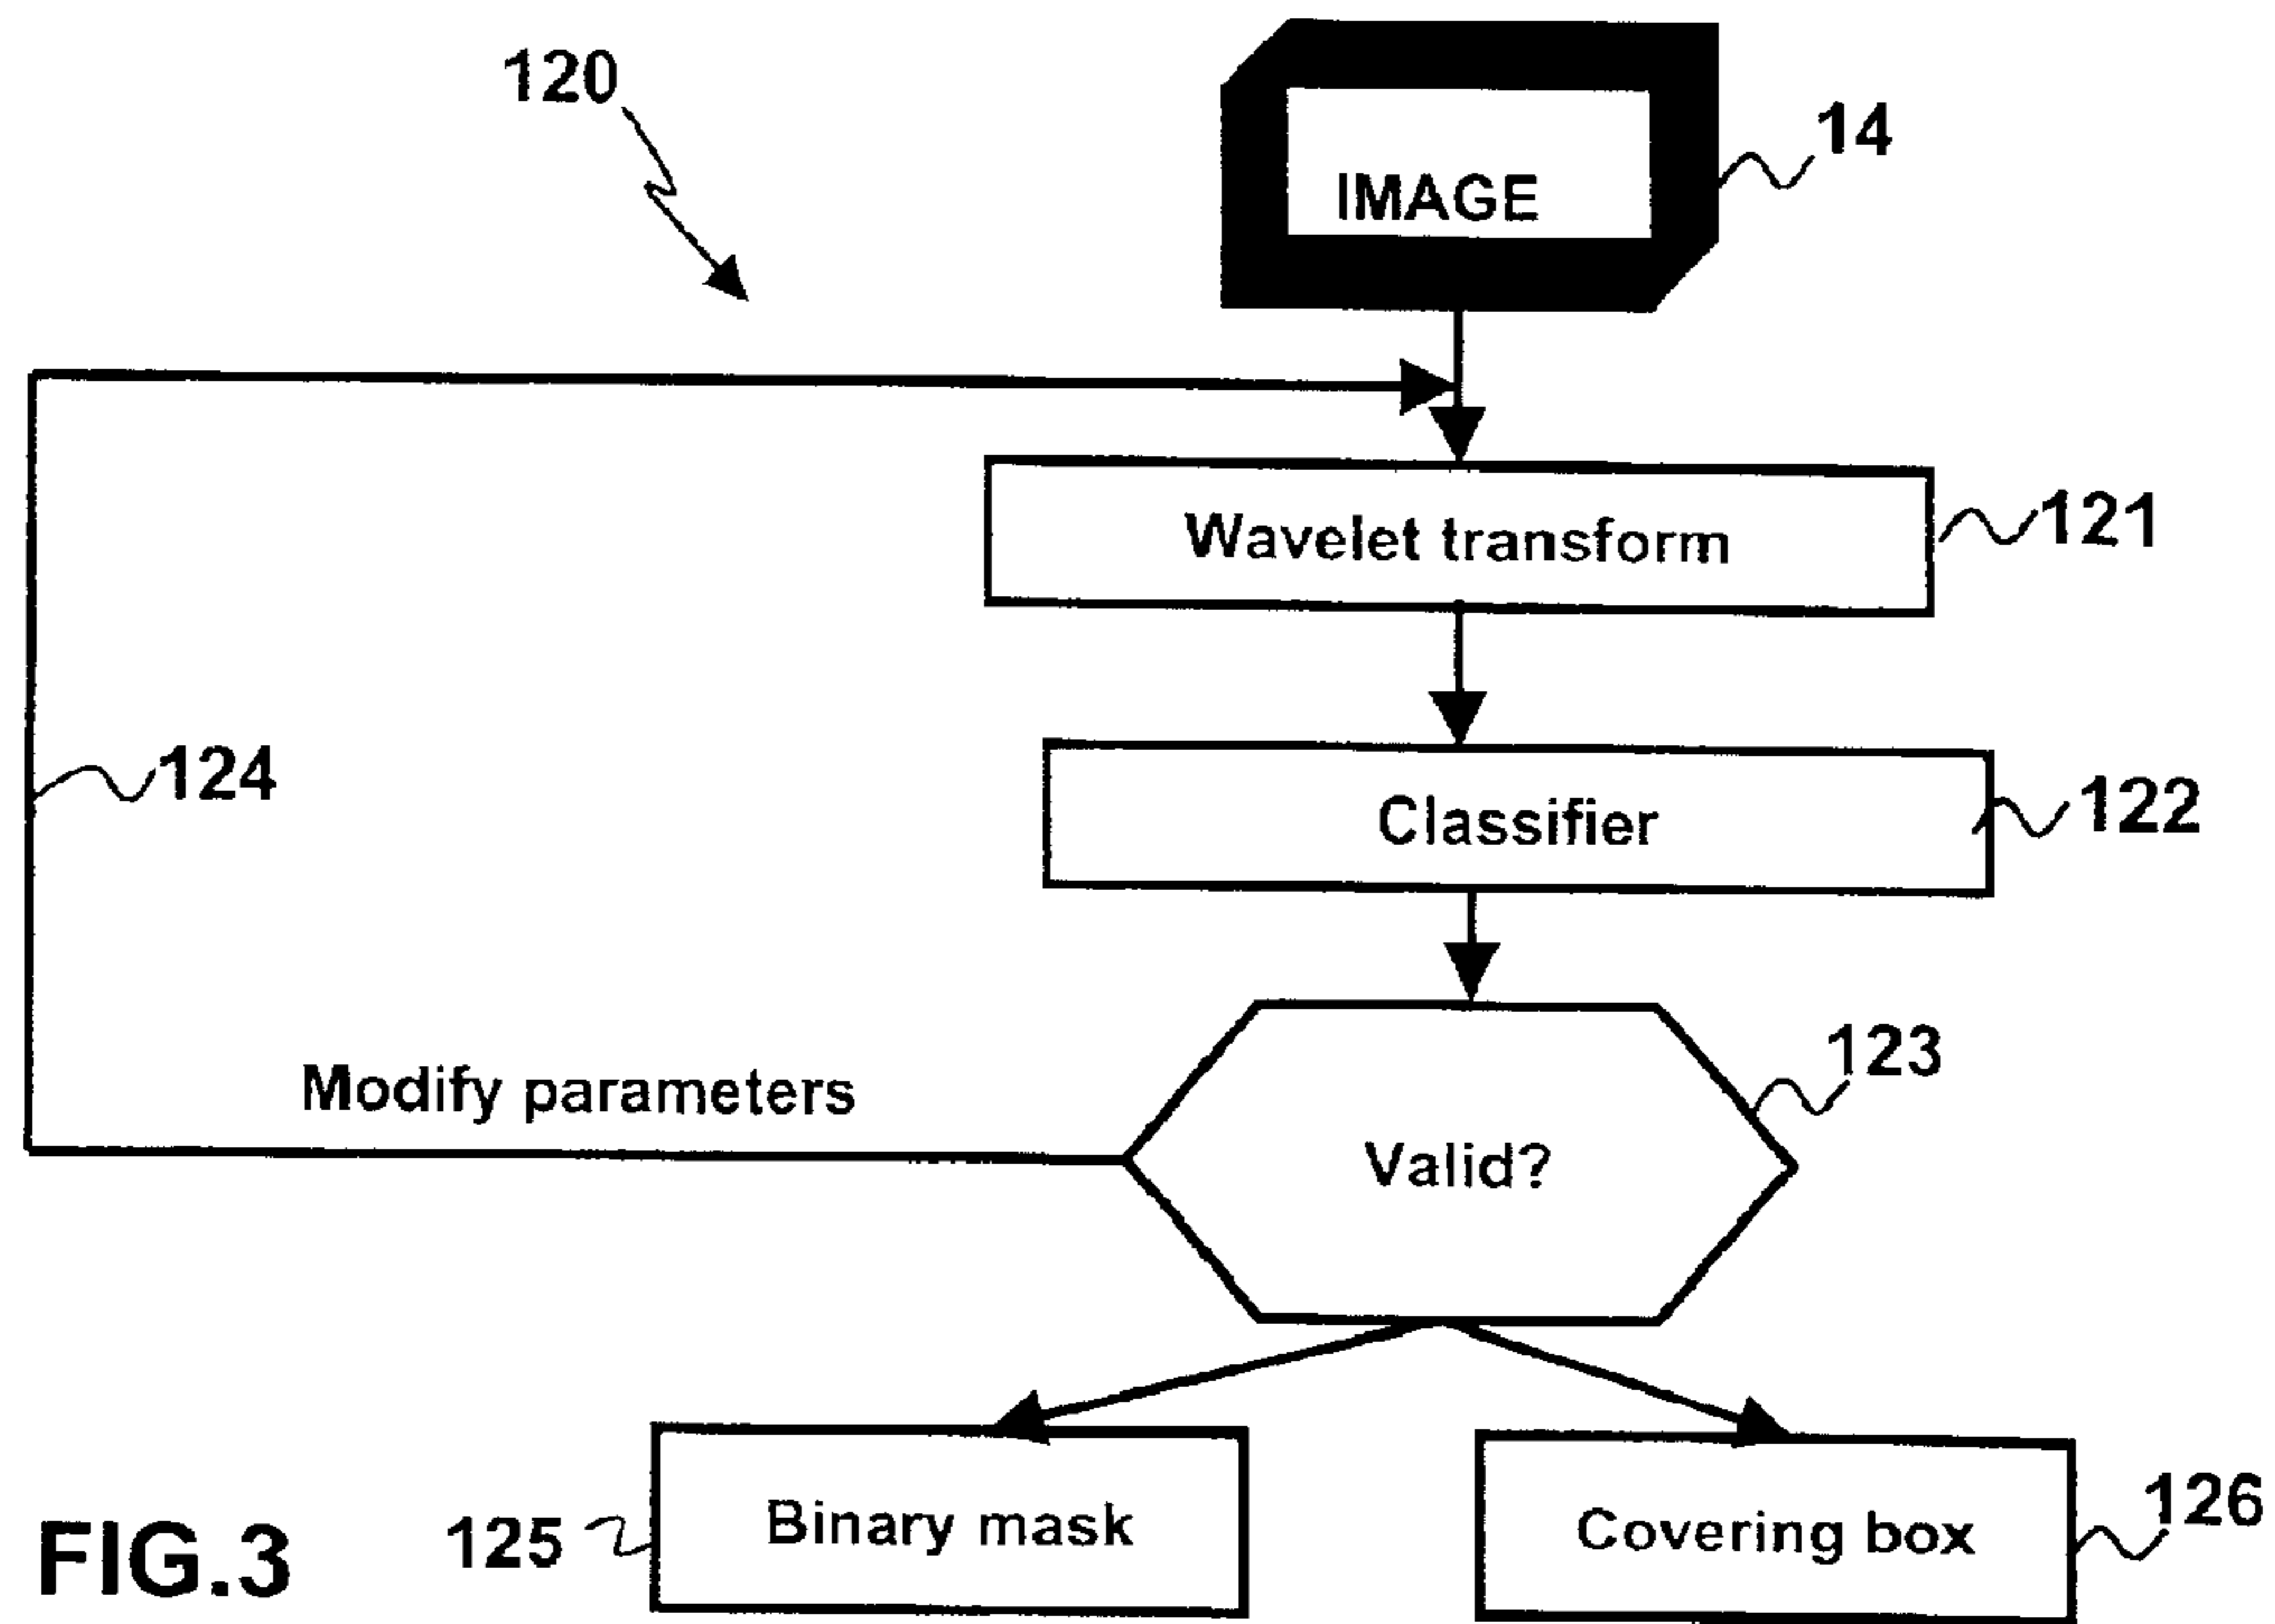 120
14
IMAGE
Wavelet transform
121
124
Classifier
122
Modify parameters
123
Valid?
125
Binary mask
Covering box
126
FIG.3